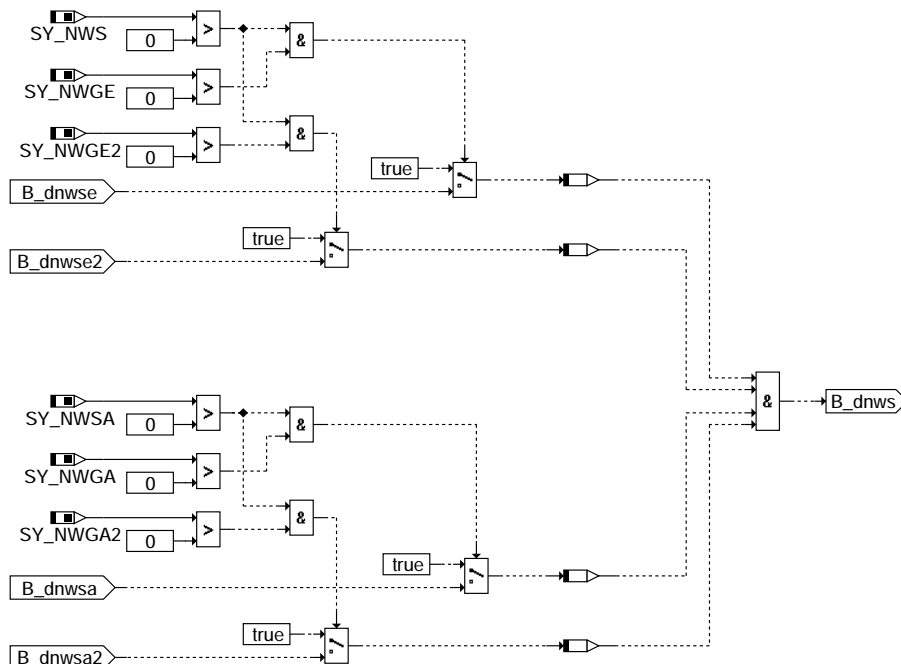 SY_NWS
0
>
&
SY_NWGE
0
>
SY_NWGE2
0
>
&
true
B_dnwse
true
B_dnwse2
&
B_dnws
SY_NWSA
0
>
&
SY_NWGA
0
>
SY_NWGA2
0
>
&
true
B_dnwsa
true
B_dnwsa2